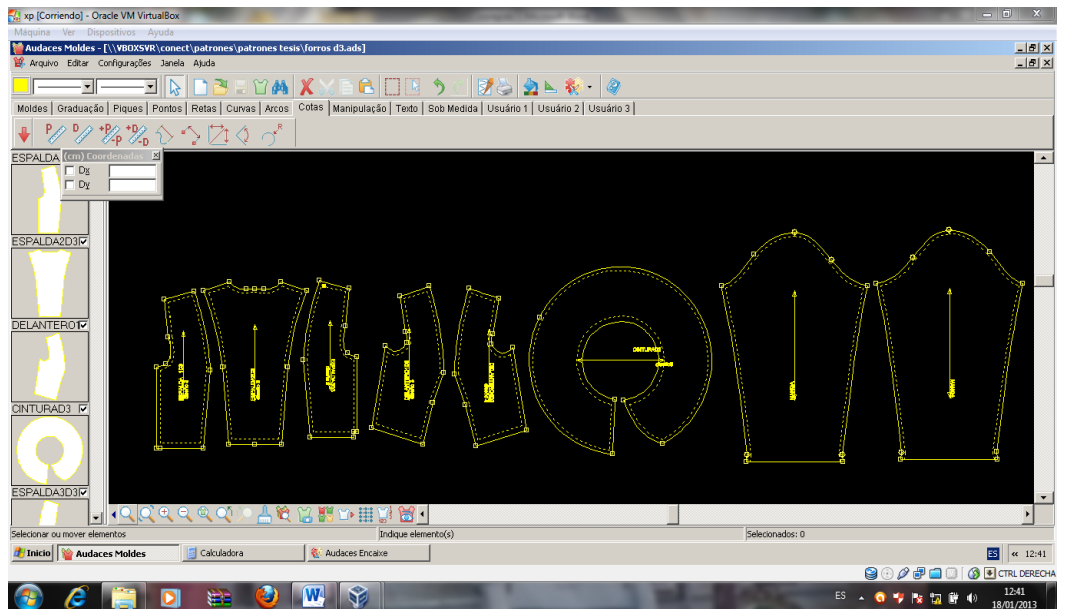 xp [Corriendo] - Oracle VM VirtualBox
Máquina Ver Dispositivos Ayuda
Audaces Moldes - [\\VBOXSVR\conect\patrones\patrones tesis\forros d3.ads]
Arquivo Editar Configurações Janela Ajuda
Moldes Graduação Piques Pontos Retas Curvas Arcos Cotas Manipulação Texto Sob Medida Usuário 1 Usuário 2 Usuário 3
P D +P -P +D -D R
ESPALDA
(cm) Coordenadas
Dx
Dy
ESPALDA2D3
DELANTERO1
CINTURAD3
ESPALDA3D3
CINTURAD3
Selecionar ou mover elementos Indique elemento(s) Selecionados: 0
Inicio Audaces Moldes Calculadora Audaces Encaixe ES « 12:41
CTRL DERECHA
ES 12:41
18/01/2013